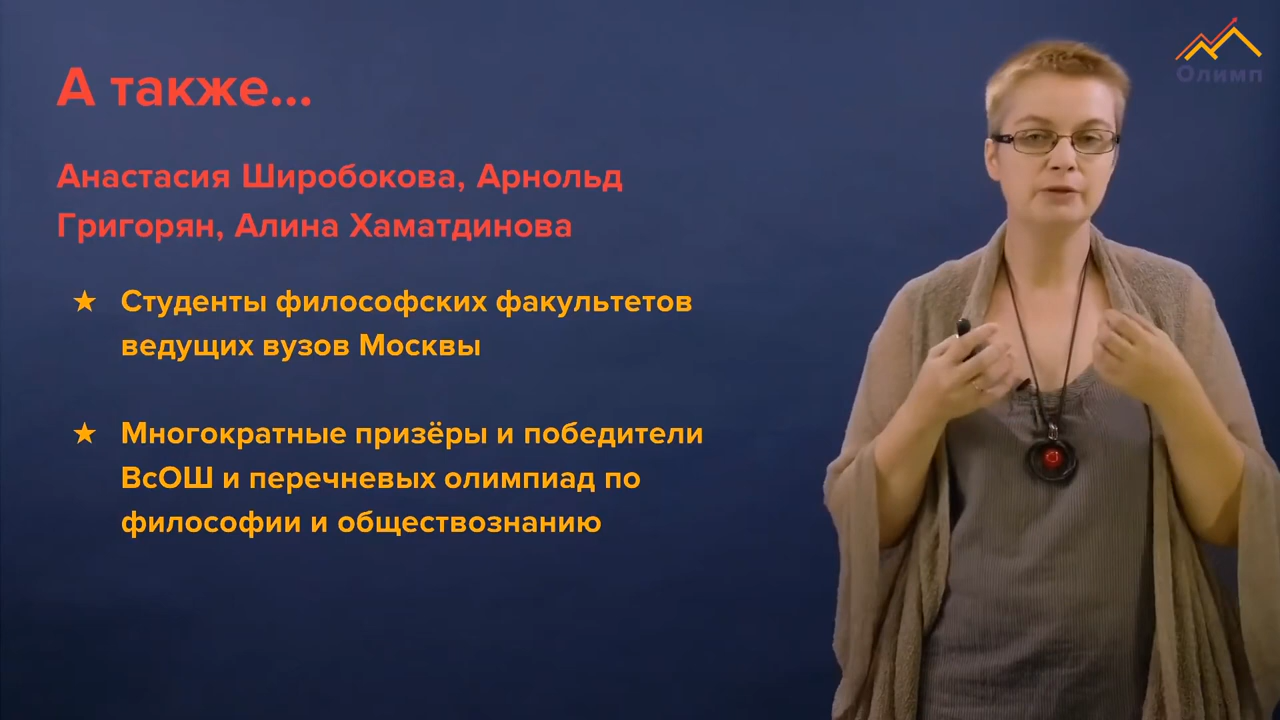 А также...
Анастасия Широбокова, Арнольд
Григорян, Алина Хаматдинова
★ Студенты философских факультетов
ведущих вузов Москвы
★ Многократные призёры и победители
ВсОШ и перечневых олимпиад по
философии и обществознанию
Олимп